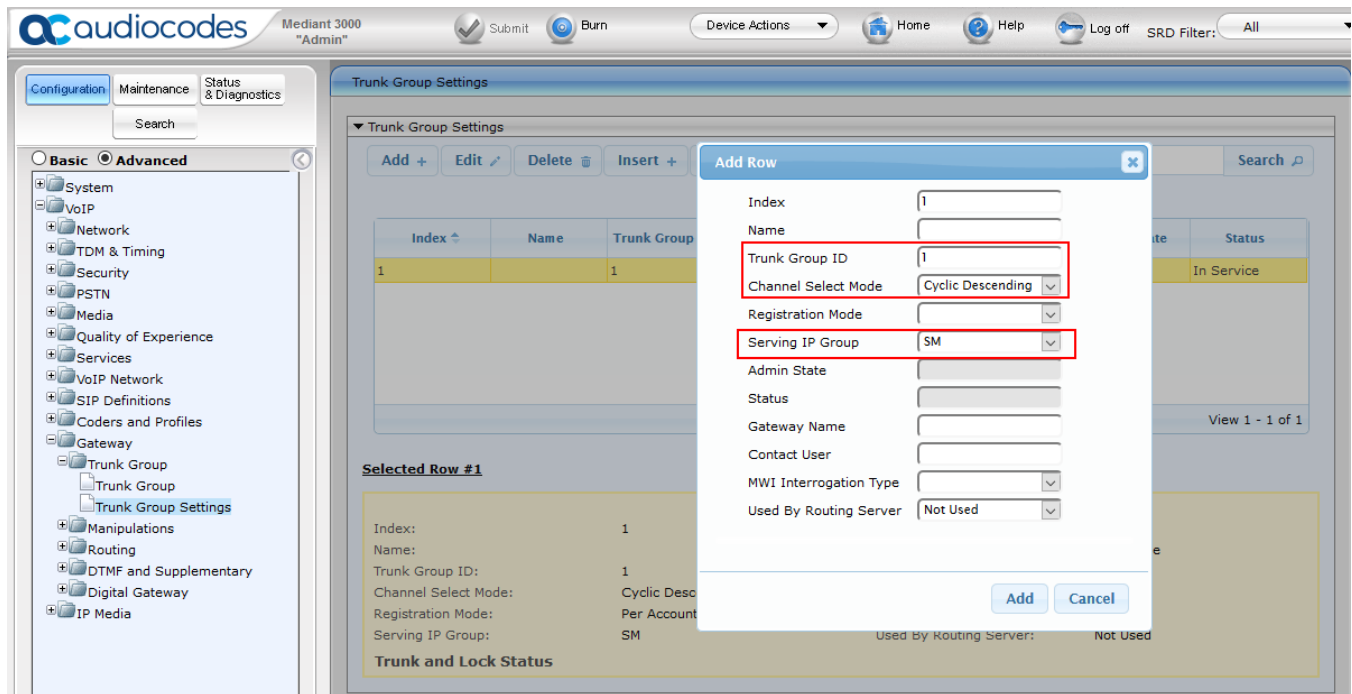 audiocodes
Mediant 3000
"Admin"
Submit
Burn
Device Actions
Home
Help
Log off
SRD Filter:
All
Configuration
Maintenance
Status
& Diagnostics
Search
Basic
Advanced
System
VoIP
Network
TDM & Timing
Security
PSTN
Media
Quality of Experience
Services
VoIP Network
SIP Definitions
Coders and Profiles
Gateway
Trunk Group
Trunk Group
Trunk Group Settings
Manipulations
Routing
DTMF and Supplementary
Digital Gateway
IP Media
Trunk Group Settings
Trunk Group Settings
Add +
Edit
Delete
Insert +
Search
Index
Name
Trunk Group
Status
1
1
In Service
View 1 - 1 of 1
Selected Row #1
Index: 1
Name:
Trunk Group ID: 1
Channel Select Mode: Cyclic Desc
Registration Mode: Per Account
Serving IP Group: SM
Used By Routing Server: Not Used
Trunk and Lock Status
Add Row
Index 1
Name
Trunk Group ID 1
Channel Select Mode Cyclic Descending
Registration Mode
Serving IP Group SM
Admin State
Status
Gateway Name
Contact User
MWI Interrogation Type
Used By Routing Server Not Used
Add
Cancel